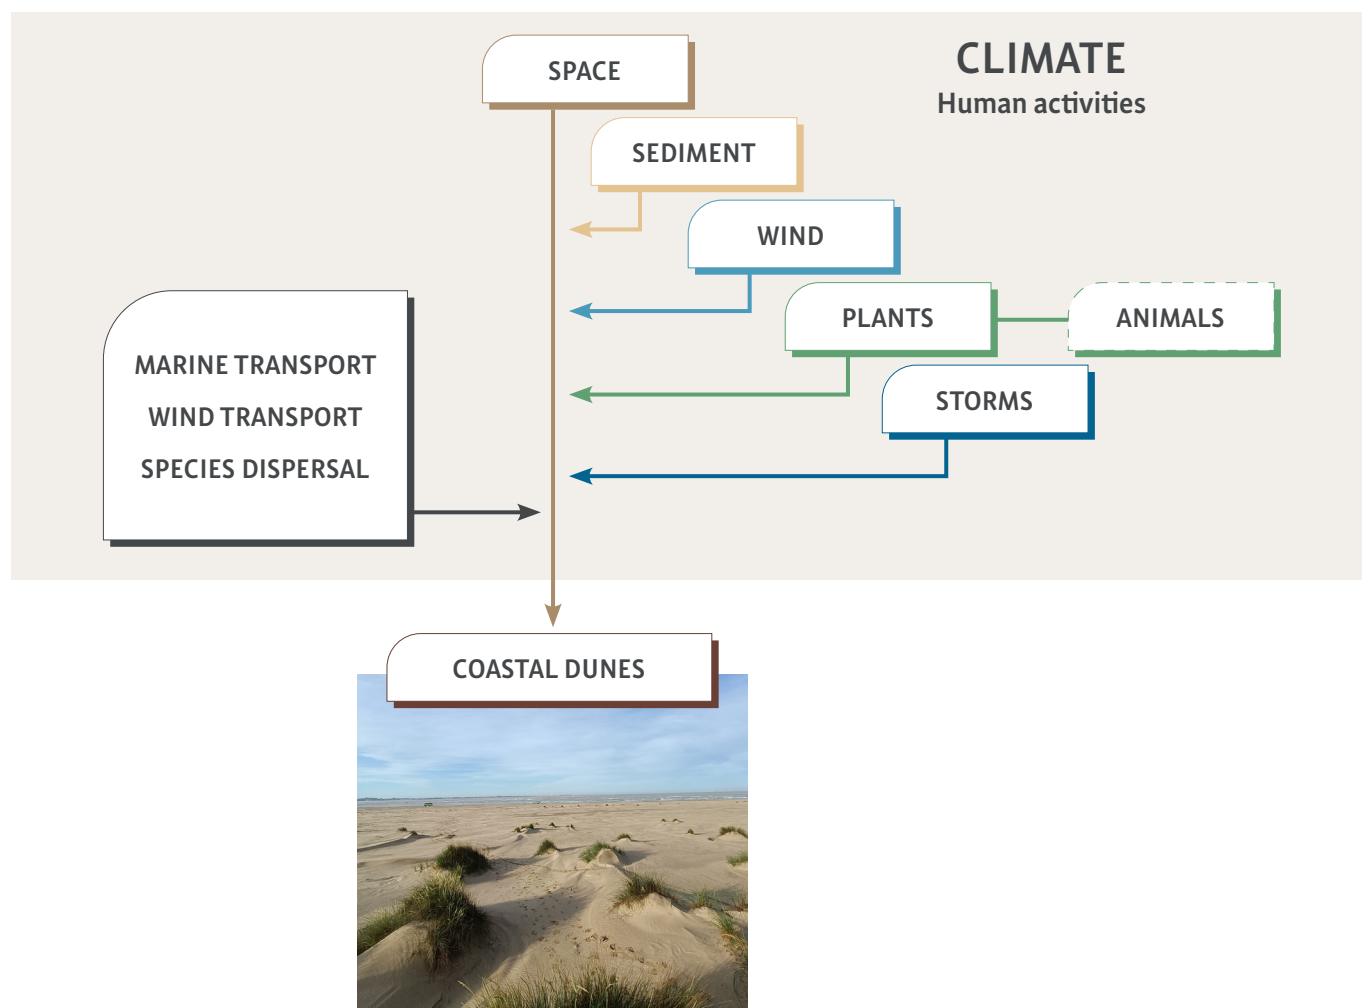 SPACE
CLIMATE
Human activities
SEDIMENT
WIND
PLANTS
ANIMALS
STORMS
MARINE TRANSPORT
WIND TRANSPORT
SPECIES DISPERSAL
COASTAL DUNES